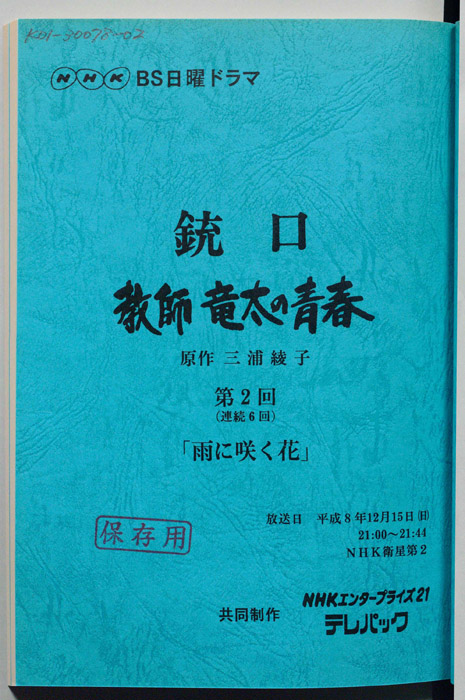 KDI-30078-02
NHK BS日曜ドラマ
銃口
教師 竜太の青春
原作 三浦綾子
第2回
(連続6回)
「雨に咲く花」
放送日 平成8年12月15日(日)
21:00～21:44
NHK衛星第2
保存用
共同制作 NHKエンタープライズ21
テレパック